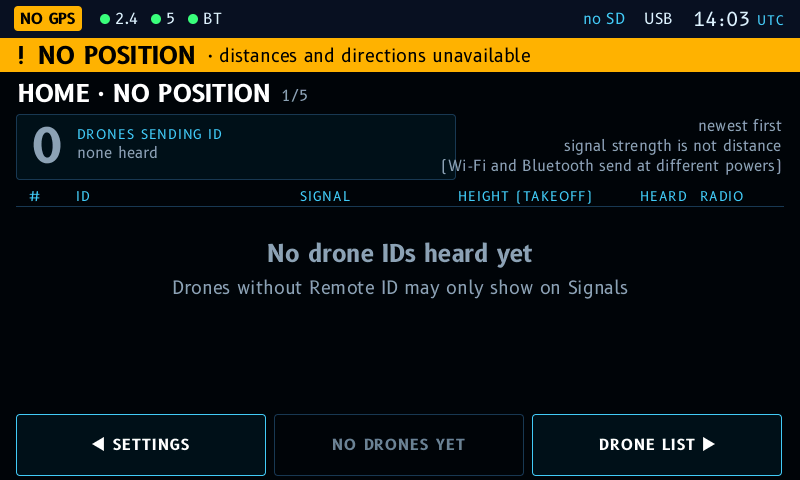 NO GPS 2.4 5 BT no SD USB 14:03 UTC
! NO POSITION · distances and directions unavailable
HOME · NO POSITION 1/5
0 DRONES SENDING ID
none heard
newest first
signal strength is not distance
(Wi-Fi and Bluetooth send at different powers)
# ID SIGNAL HEIGHT (TAKEOFF) HEARD RADIO
No drone IDs heard yet
Drones without Remote ID may only show on Signals
◀ SETTINGS NO DRONES YET DRONE LIST ▶